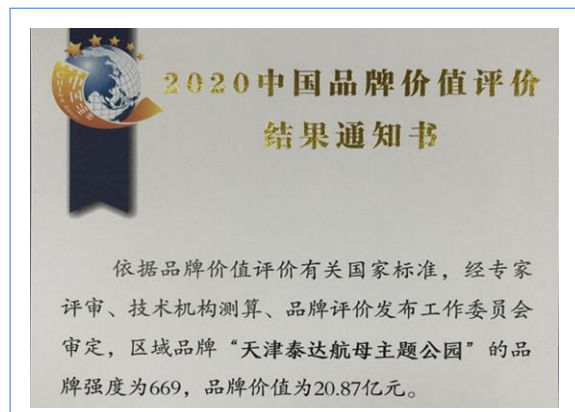 2020中国品牌价值评价
结果通知书
依据品牌价值评价有关国家标准，经专家
评审、技术机构测算、品牌评价发布工作委员会
审定，区域品牌“天津泰达航母主题公园”的品
牌强度为669，品牌价值为20.87亿元。